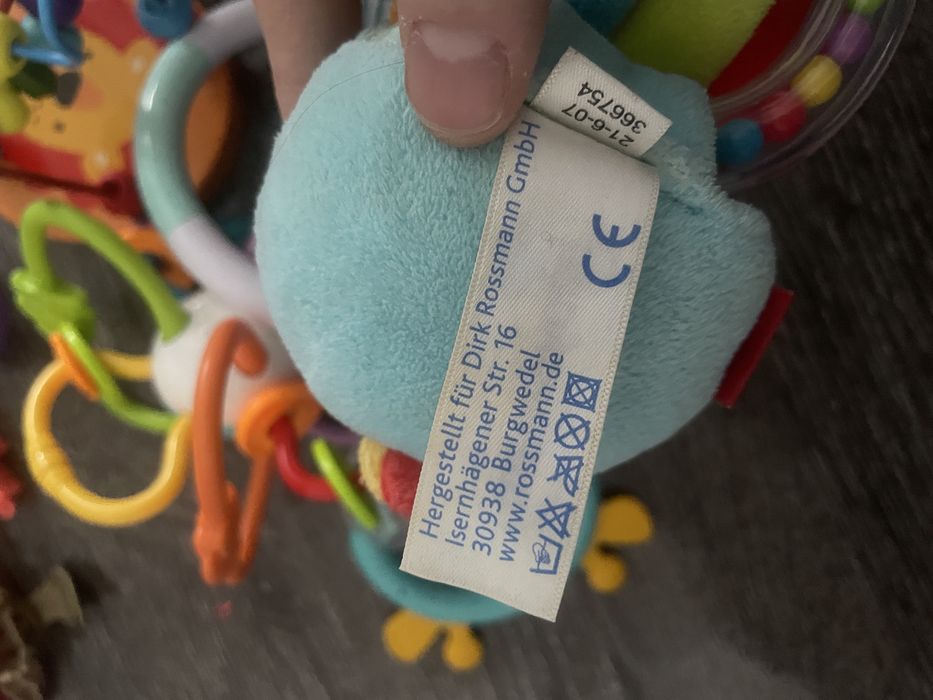 21-6-07
366754
CE
Hergestellt für Dirk Rossmann GmbH
Isernhägener Str. 16
30938 Burgwedel
www.rossmann.de